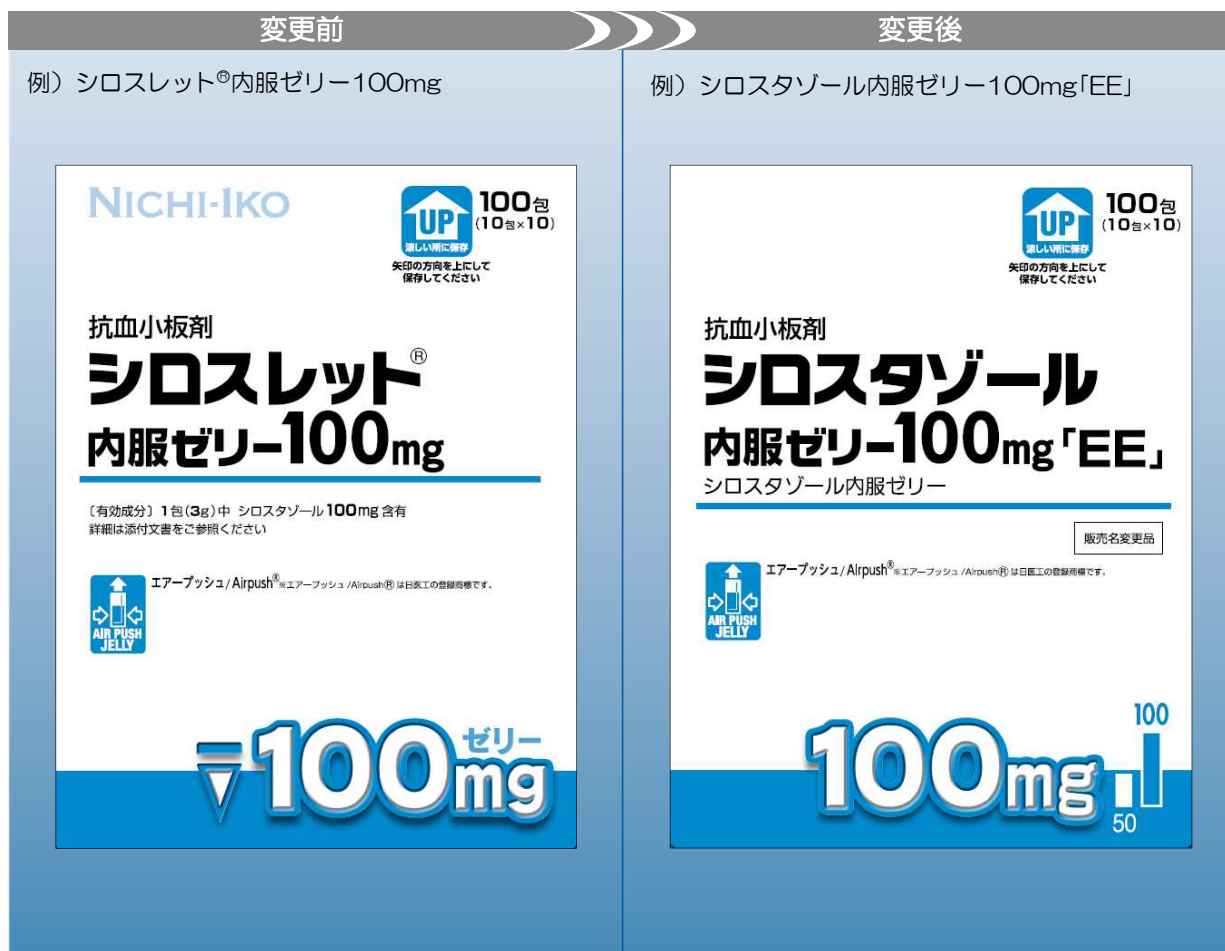 変更前
変更後
例）シロスレット®内服ゼリー100mg
NICHI-IKO
UP
涼しい所に保存
矢印の方向を上にして
保存してください
100包
(10包×10)
抗血小板剤
シロスレット®
内服ゼリー100mg
〔有効成分〕1包(3g)中 シロスタゾール100mg含有
詳細は添付文書をご参照ください
AIR PUSH
JELLY
エアープッシュ/Airpush®※エアープッシュ/Airpush®は日医工の登録商標です。
100mg
ゼリー
例）シロスタゾール内服ゼリー100mg「EE」
UP
涼しい所に保存
矢印の方向を上にして
保存してください
100包
(10包×10)
抗血小板剤
シロスタゾール
内服ゼリー100mg「EE」
シロスタゾール内服ゼリー
販売名変更品
AIR PUSH
JELLY
エアープッシュ/Airpush®※エアープッシュ/Airpush®は日医工の登録商標です。
100mg
100
50